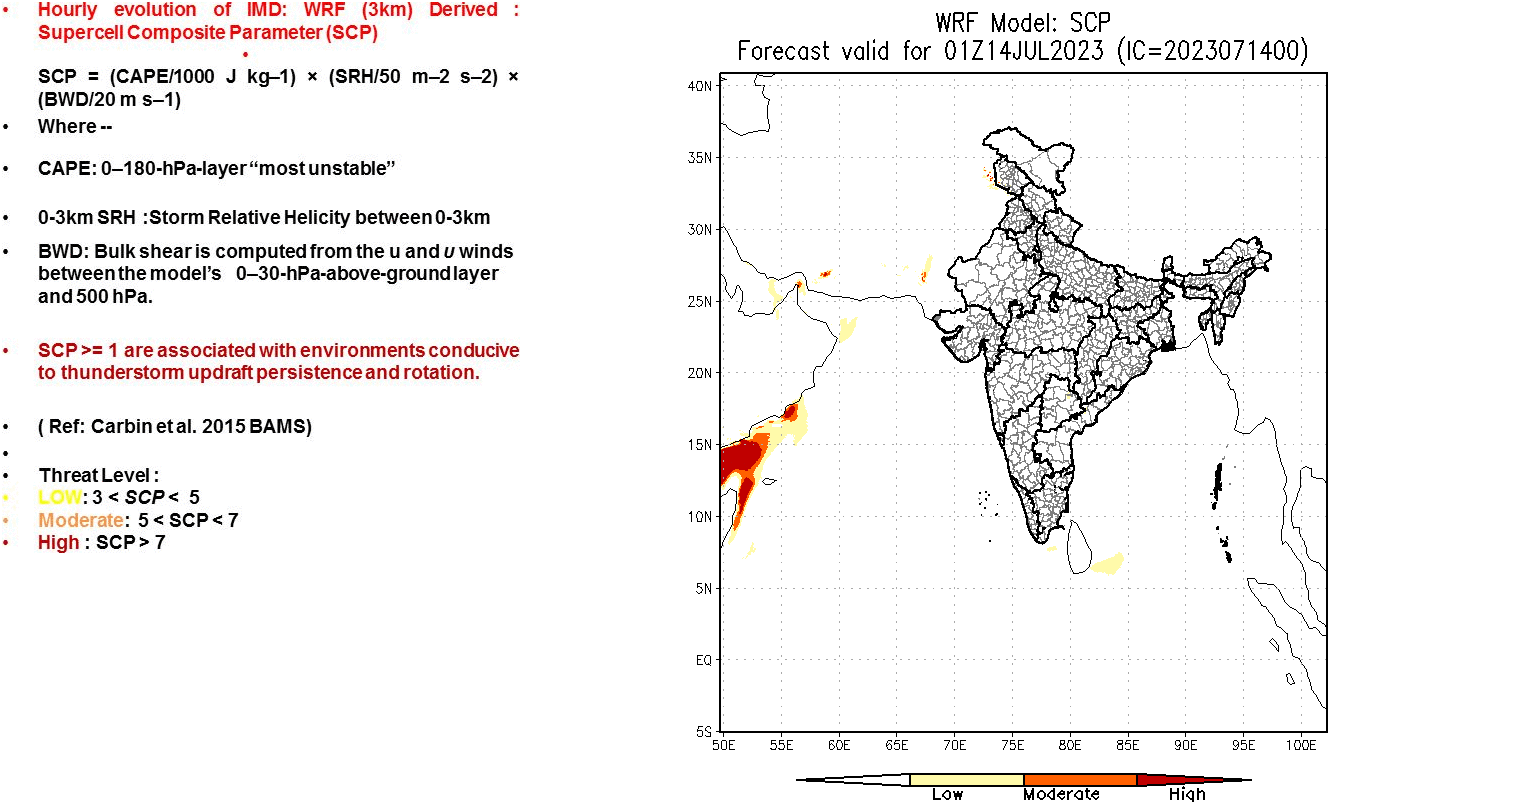 • Hourly evolution of IMD: WRF (3km) Derived :
Supercell Composite Parameter (SCP)
•
SCP = (CAPE/1000 J kg–1) × (SRH/50 m–2 s–2) ×
(BWD/20 m s–1)
• Where --
• CAPE: 0–180-hPa-layer “most unstable”
• 0-3km SRH :Storm Relative Helicity between 0-3km
• BWD: Bulk shear is computed from the u and υ winds
between the model’s 0–30-hPa-above-ground layer
and 500 hPa.
• SCP >= 1 are associated with environments conducive
to thunderstorm updraft persistence and rotation.
• ( Ref: Carbin et al. 2015 BAMS)
•
• Threat Level :
• LOW: 3 < SCP < 5
• Moderate: 5 < SCP < 7
• High : SCP > 7
WRF Model: SCP
Forecast valid for 01Z14JUL2023 (IC=2023071400)
40N
35N
30N
25N
20N
15N
10N
5N
EQ
5S
50E 55E 60E 65E 70E 75E 80E 85E 90E 95E 100E
Low Moderate High